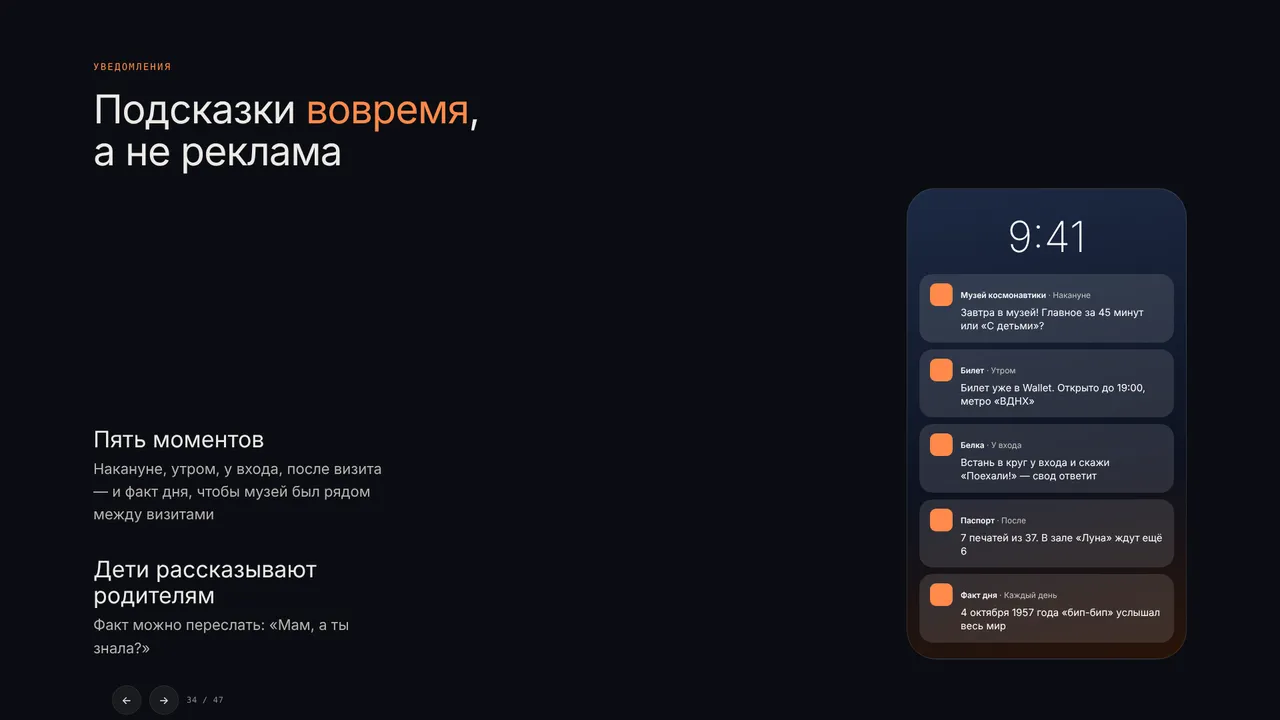 УВЕДОМЛЕНИЯ
Подсказки вовремя,
а не реклама
Пять моментов
Накануне, утром, у входа, после визита
— и факт дня, чтобы музей был рядом
между визитами
Дети рассказывают
родителям
Факт можно переслать: «Мам, а ты
знала?»
9:41
Музей космонавтики · Накануне
Завтра в музей! Главное за 45 минут
или «С детьми»?
Билет · Утром
Билет уже в Wallet. Открыто до 19:00,
метро «ВДНХ»
Белка · У входа
Встань в круг у входа и скажи
«Поехали!» — свод ответит
Паспорт · После
7 печатей из 37. В зале «Луна» ждут ещё
6
Факт дня · Каждый день
4 октября 1957 года «бип-бип» услышал
весь мир
← → 34 / 47